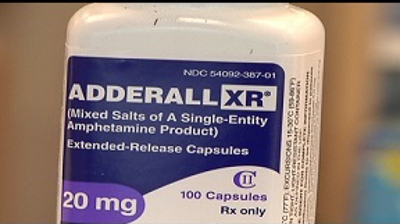 NDC 54092-387-01
ADDERALL XR®
(Mixed Salts of A Single-Entity
Amphetamine Product)
Extended-Release Capsules
CII
20 mg
100 Capsules
Rx only